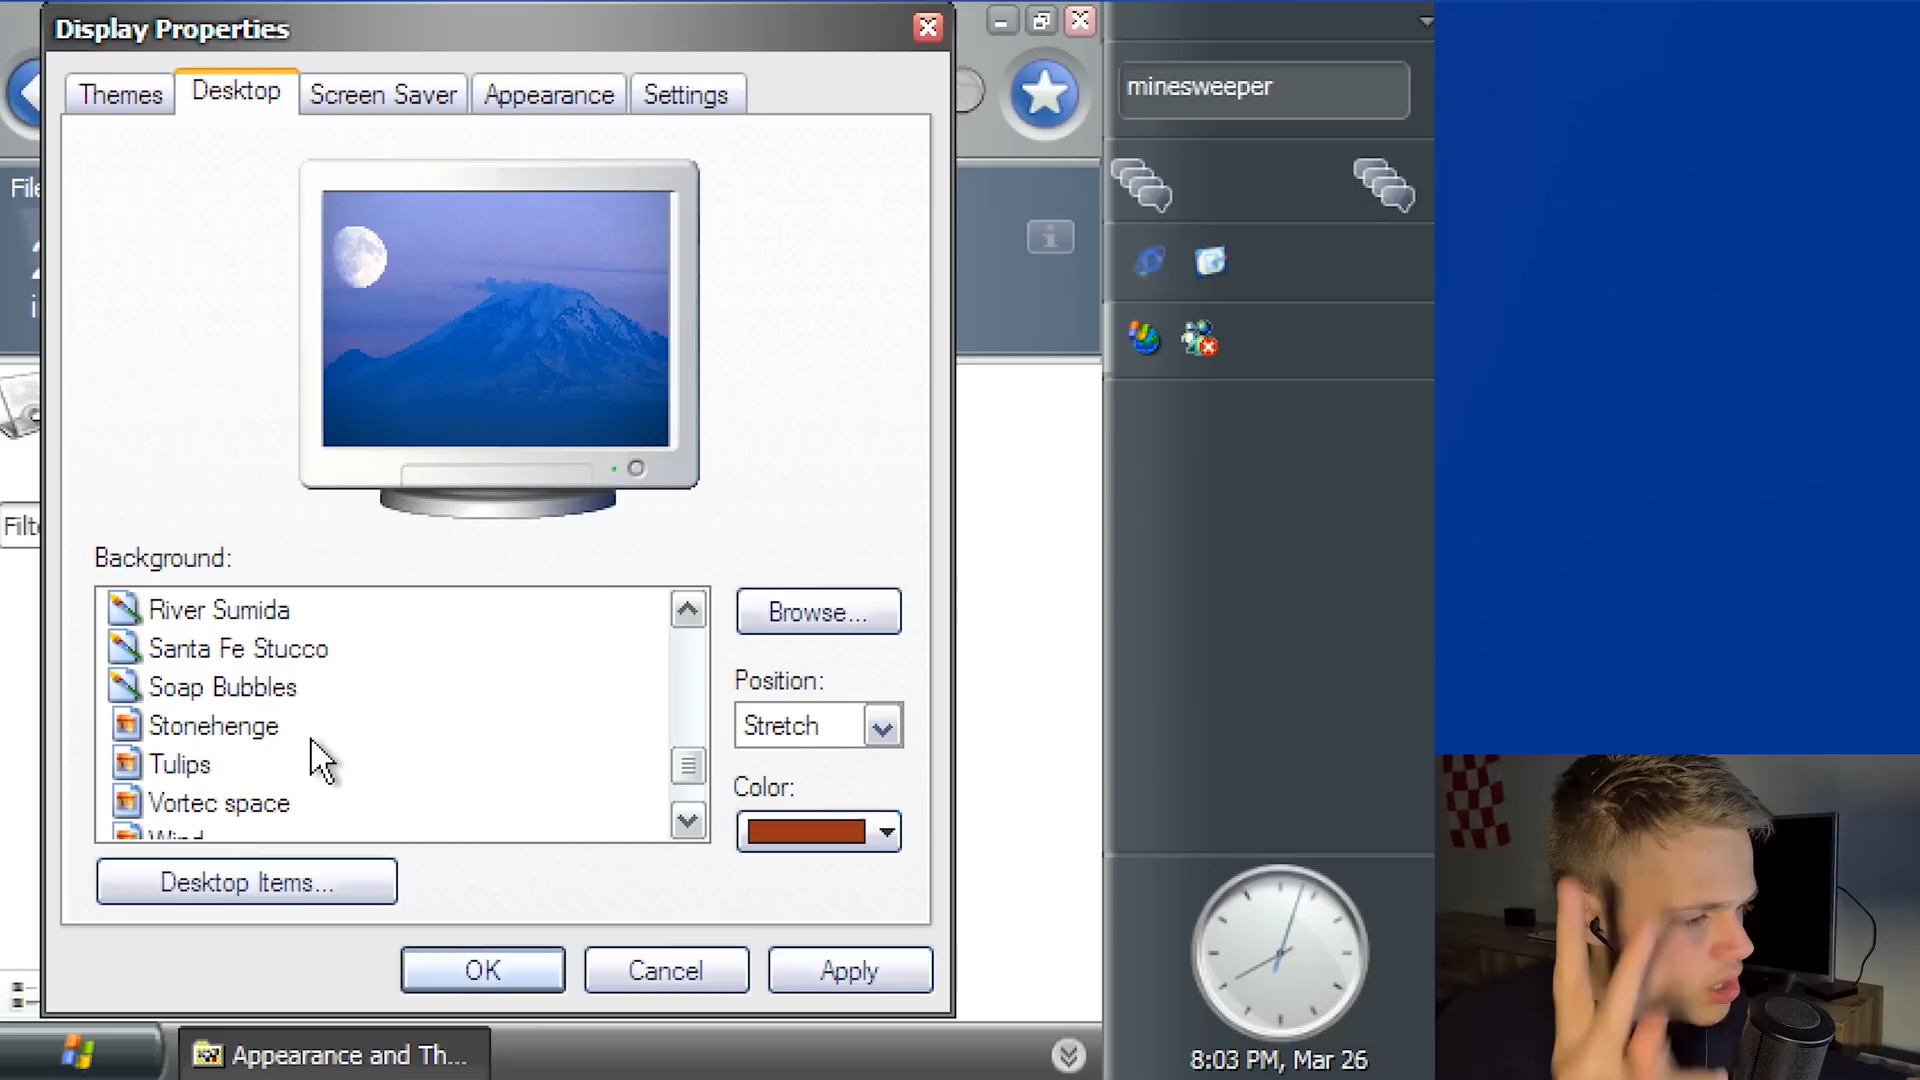 Display Properties
Themes
Desktop
Screen Saver
Appearance
Settings
minesweeper
File
Filte
Background:
River Sumida
Santa Fe Stucco
Soap Bubbles
Stonehenge
Tulips
Vortec space
Wind
Browse...
Position:
Stretch
Color:
Desktop Items...
OK
Cancel
Apply
Appearance and Th...
8:03 PM, Mar 26